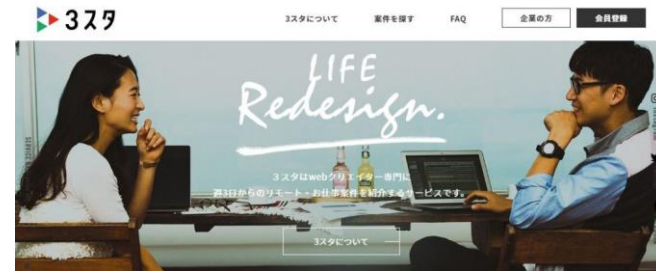 3スタ
3スタについて
案件を探す
FAQ
企業の方
会員登録
LIFE
Redesign.
3スタはwebクリエイター専門に
週3日からのリモート・お仕事案件を紹介するサービスです。
3スタについて